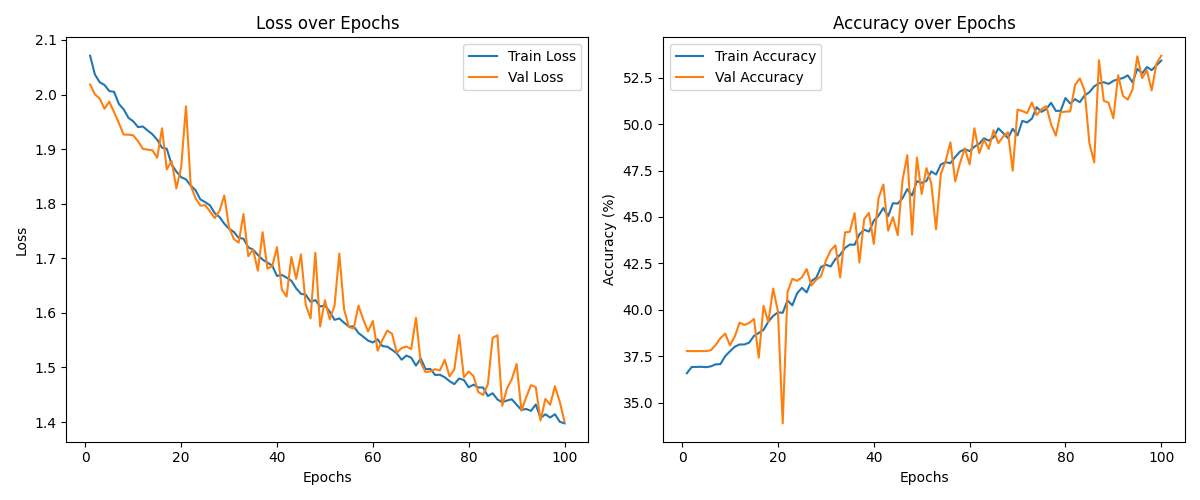 Loss over Epochs
2.1
2.0
1.9
1.8
1.7
1.6
1.5
1.4
Loss
0 20 40 60 80 100
Epochs
Train Loss
Val Loss
Accuracy over Epochs
52.5
50.0
47.5
45.0
42.5
40.0
37.5
35.0
Accuracy (%)
0 20 40 60 80 100
Epochs
Train Accuracy
Val Accuracy